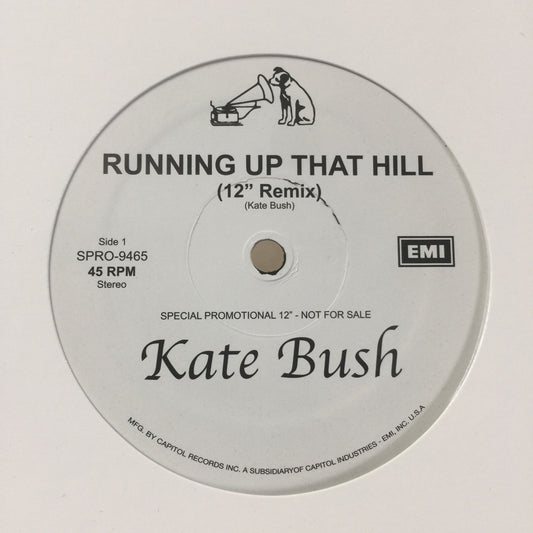 RUNNING UP THAT HILL
(12" Remix)
(Kate Bush)
Side 1
SPRO-9465
45 RPM
Stereo
EMI
SPECIAL PROMOTIONAL 12" - NOT FOR SALE
Kate Bush
MFG. BY CAPITOL RECORDS INC. A SUBSIDIARYOF CAPITOL INDUSTRIES - EMI, INC. U.S.A